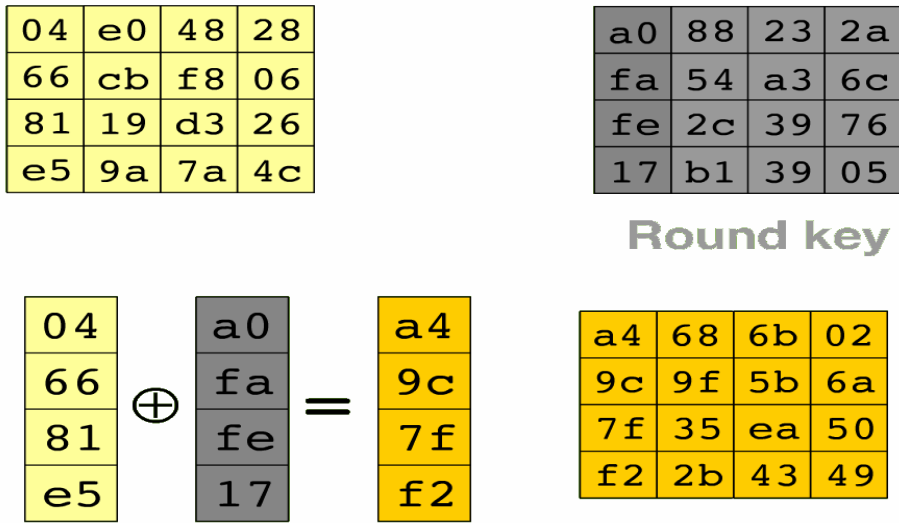 04 e0 48 28
66 cb f8 06
81 19 d3 26
e5 9a 7a 4c
a0 88 23 2a
fa 54 a3 6c
fe 2c 39 76
17 b1 39 05
Round key
04 ⊕ a0 = a4
66 fa 9c
81 fe 7f
e5 17 f2
a4 68 6b 02
9c 9f 5b 6a
7f 35 ea 50
f2 2b 43 49